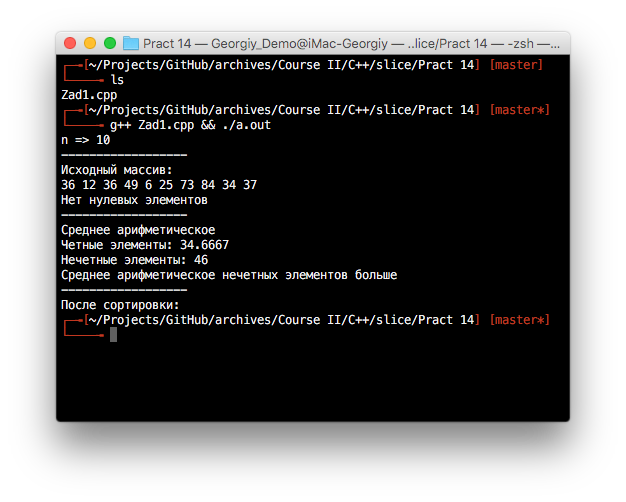 Pract 14 — Georgiy_Demo@iMac-Georgiy — ..lice/Pract 14 — -zsh —...
[~/Projects/GitHub/archives/Course II/C++/slice/Pract 14] [master]
ls
Zad1.cpp
[~/Projects/GitHub/archives/Course II/C++/slice/Pract 14] [master*]
g++ Zad1.cpp && ./a.out
n => 10
------------------
Исходный массив:
36 12 36 49 6 25 73 84 34 37
Нет нулевых элементов
------------------
Среднее арифметическое
Четные элементы: 34.6667
Нечетные элементы: 46
Среднее арифметическое нечетных элементов больше
------------------
После сортировки:
[~/Projects/GitHub/archives/Course II/C++/slice/Pract 14] [master*]